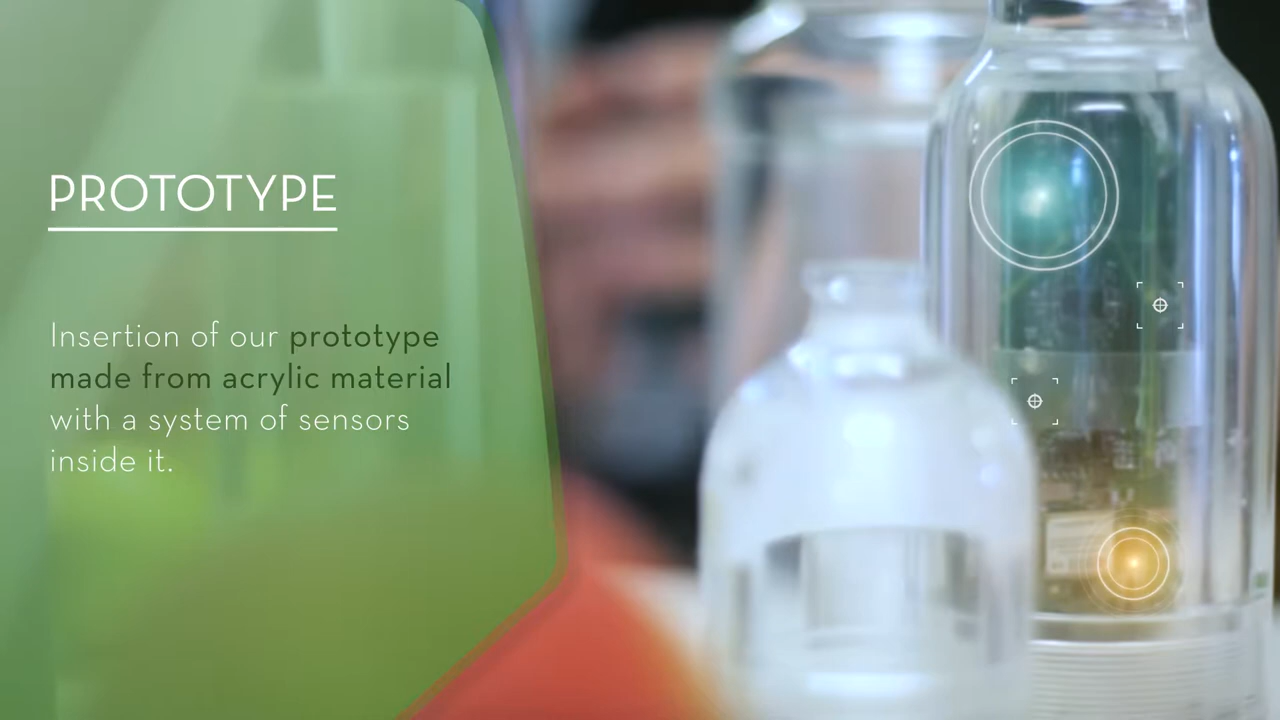 PROTOTYPE
Insertion of our prototype
made from acrylic material
with a system of sensors
inside it.